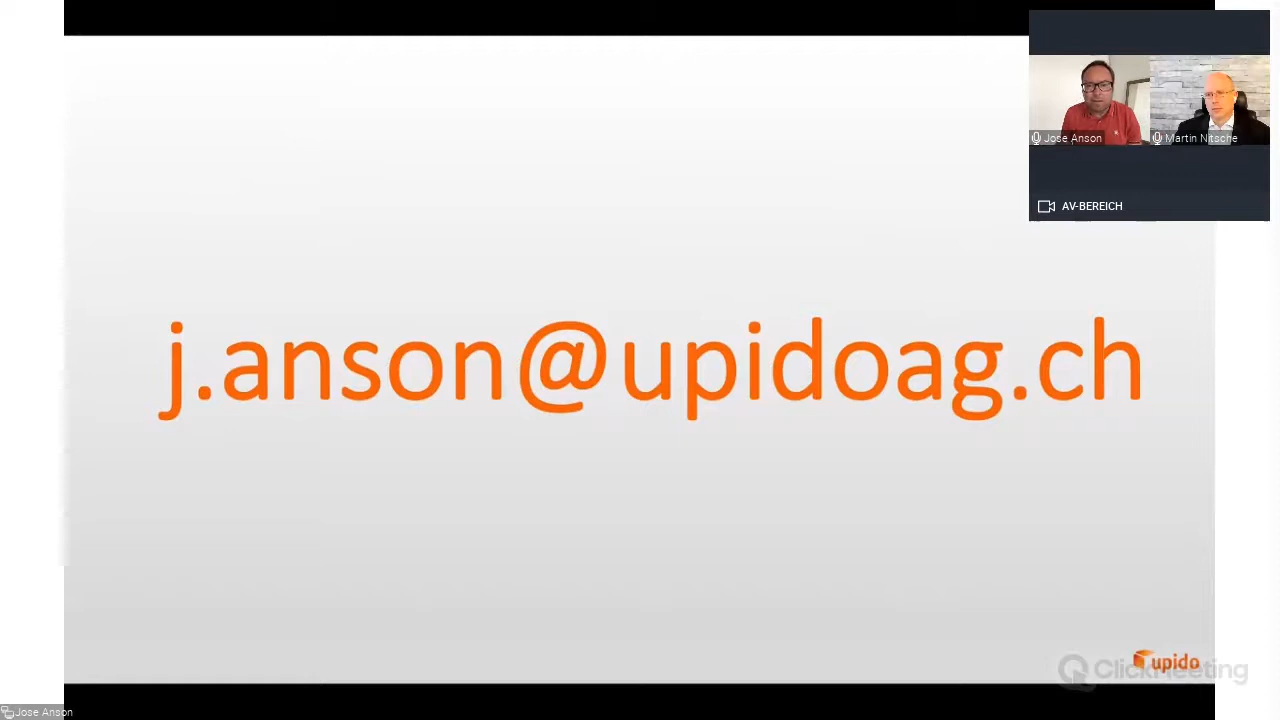 Jose Anson
Martin Nitsche
AV-BEREICH
j.anson@upidoag.ch
upido
ClickMeeting
Jose Anson